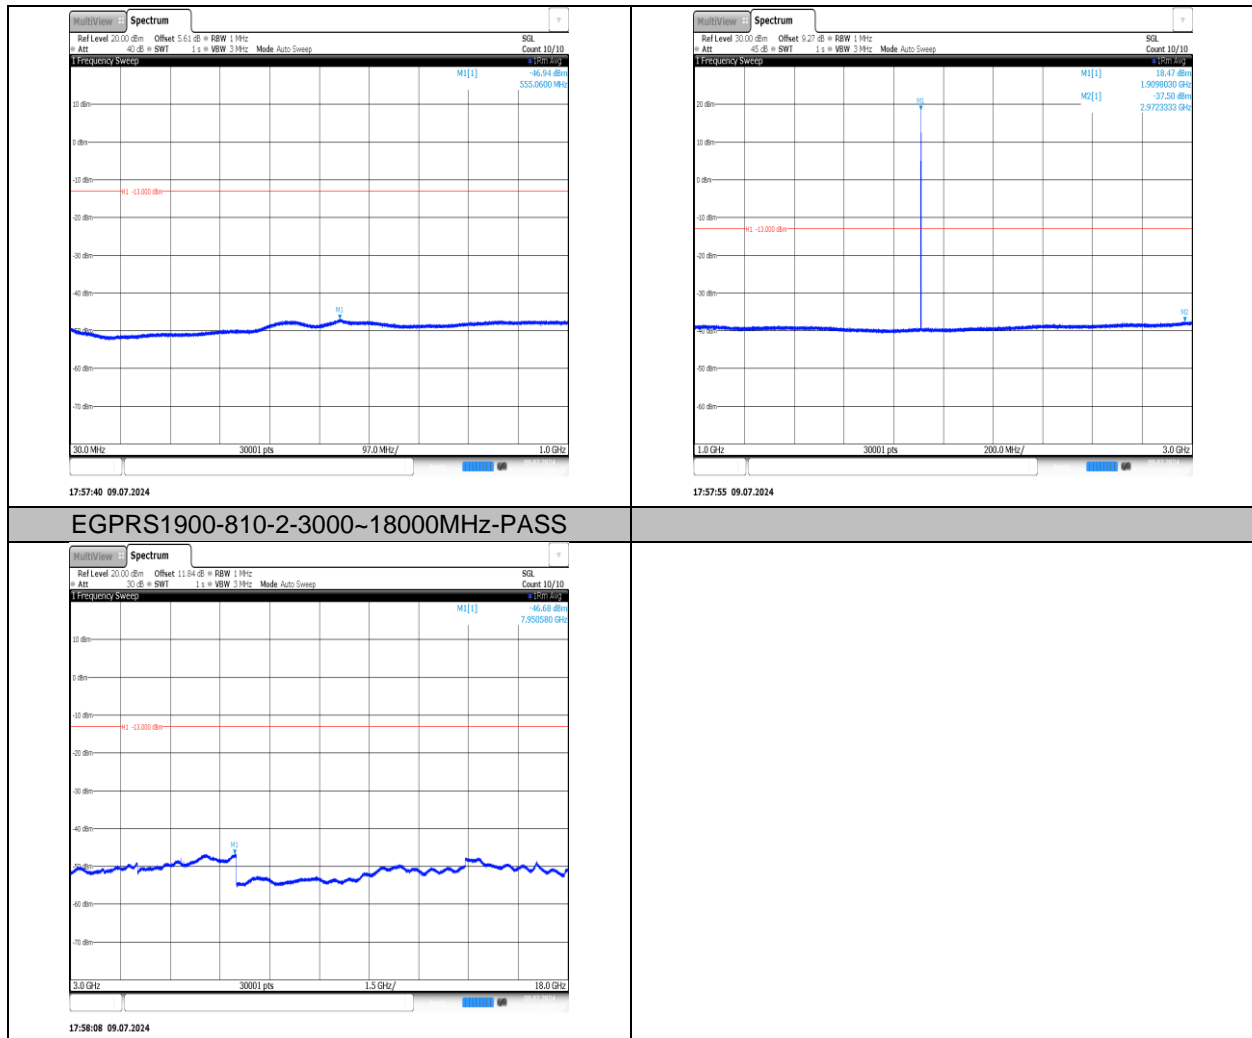 MultiView Spectrum
Ref Level 20.00 dBm Offset 5.61 dB RBW 1 MHz SGL
Att 40 dB SWT 1 s VBW 3 MHz Mode Auto Sweep Count 10/10
1 Frequency Sweep 1Rm Avg
M1[1] -46.94 dBm
555.0600 MHz
10 dBm
0 dBm
-10 dBm
H1 -13.000 dBm
-20 dBm
-30 dBm
-40 dBm
M1
-50 dBm
-60 dBm
-70 dBm
30.0 MHz 30001 pts 97.0 MHz/ 1.0 GHz
17:57:40 09.07.2024
MultiView Spectrum
Ref Level 30.00 dBm Offset 9.27 dB RBW 1 MHz SGL
Att 45 dB SWT 1 s VBW 3 MHz Mode Auto Sweep Count 10/10
1 Frequency Sweep 1Rm Avg
M1[1] 18.47 dBm
1.9098030 GHz
M2[1] -37.50 dBm
2.9723333 GHz
20 dBm
M1
10 dBm
0 dBm
-10 dBm
H1 -13.000 dBm
-20 dBm
-30 dBm
M2
-40 dBm
-50 dBm
-60 dBm
1.0 GHz 30001 pts 200.0 MHz/ 3.0 GHz
17:57:55 09.07.2024
EGPRS1900-810-2-3000~18000MHz-PASS
MultiView Spectrum
Ref Level 20.00 dBm Offset 11.84 dB RBW 1 MHz SGL
Att 30 dB SWT 1 s VBW 3 MHz Mode Auto Sweep Count 10/10
1 Frequency Sweep 1Rm Avg
M1[1] -46.68 dBm
7.950580 GHz
10 dBm
0 dBm
-10 dBm
H1 -13.000 dBm
-20 dBm
-30 dBm
-40 dBm
M1
-50 dBm
-60 dBm
-70 dBm
3.0 GHz 30001 pts 1.5 GHz/ 18.0 GHz
17:58:08 09.07.2024